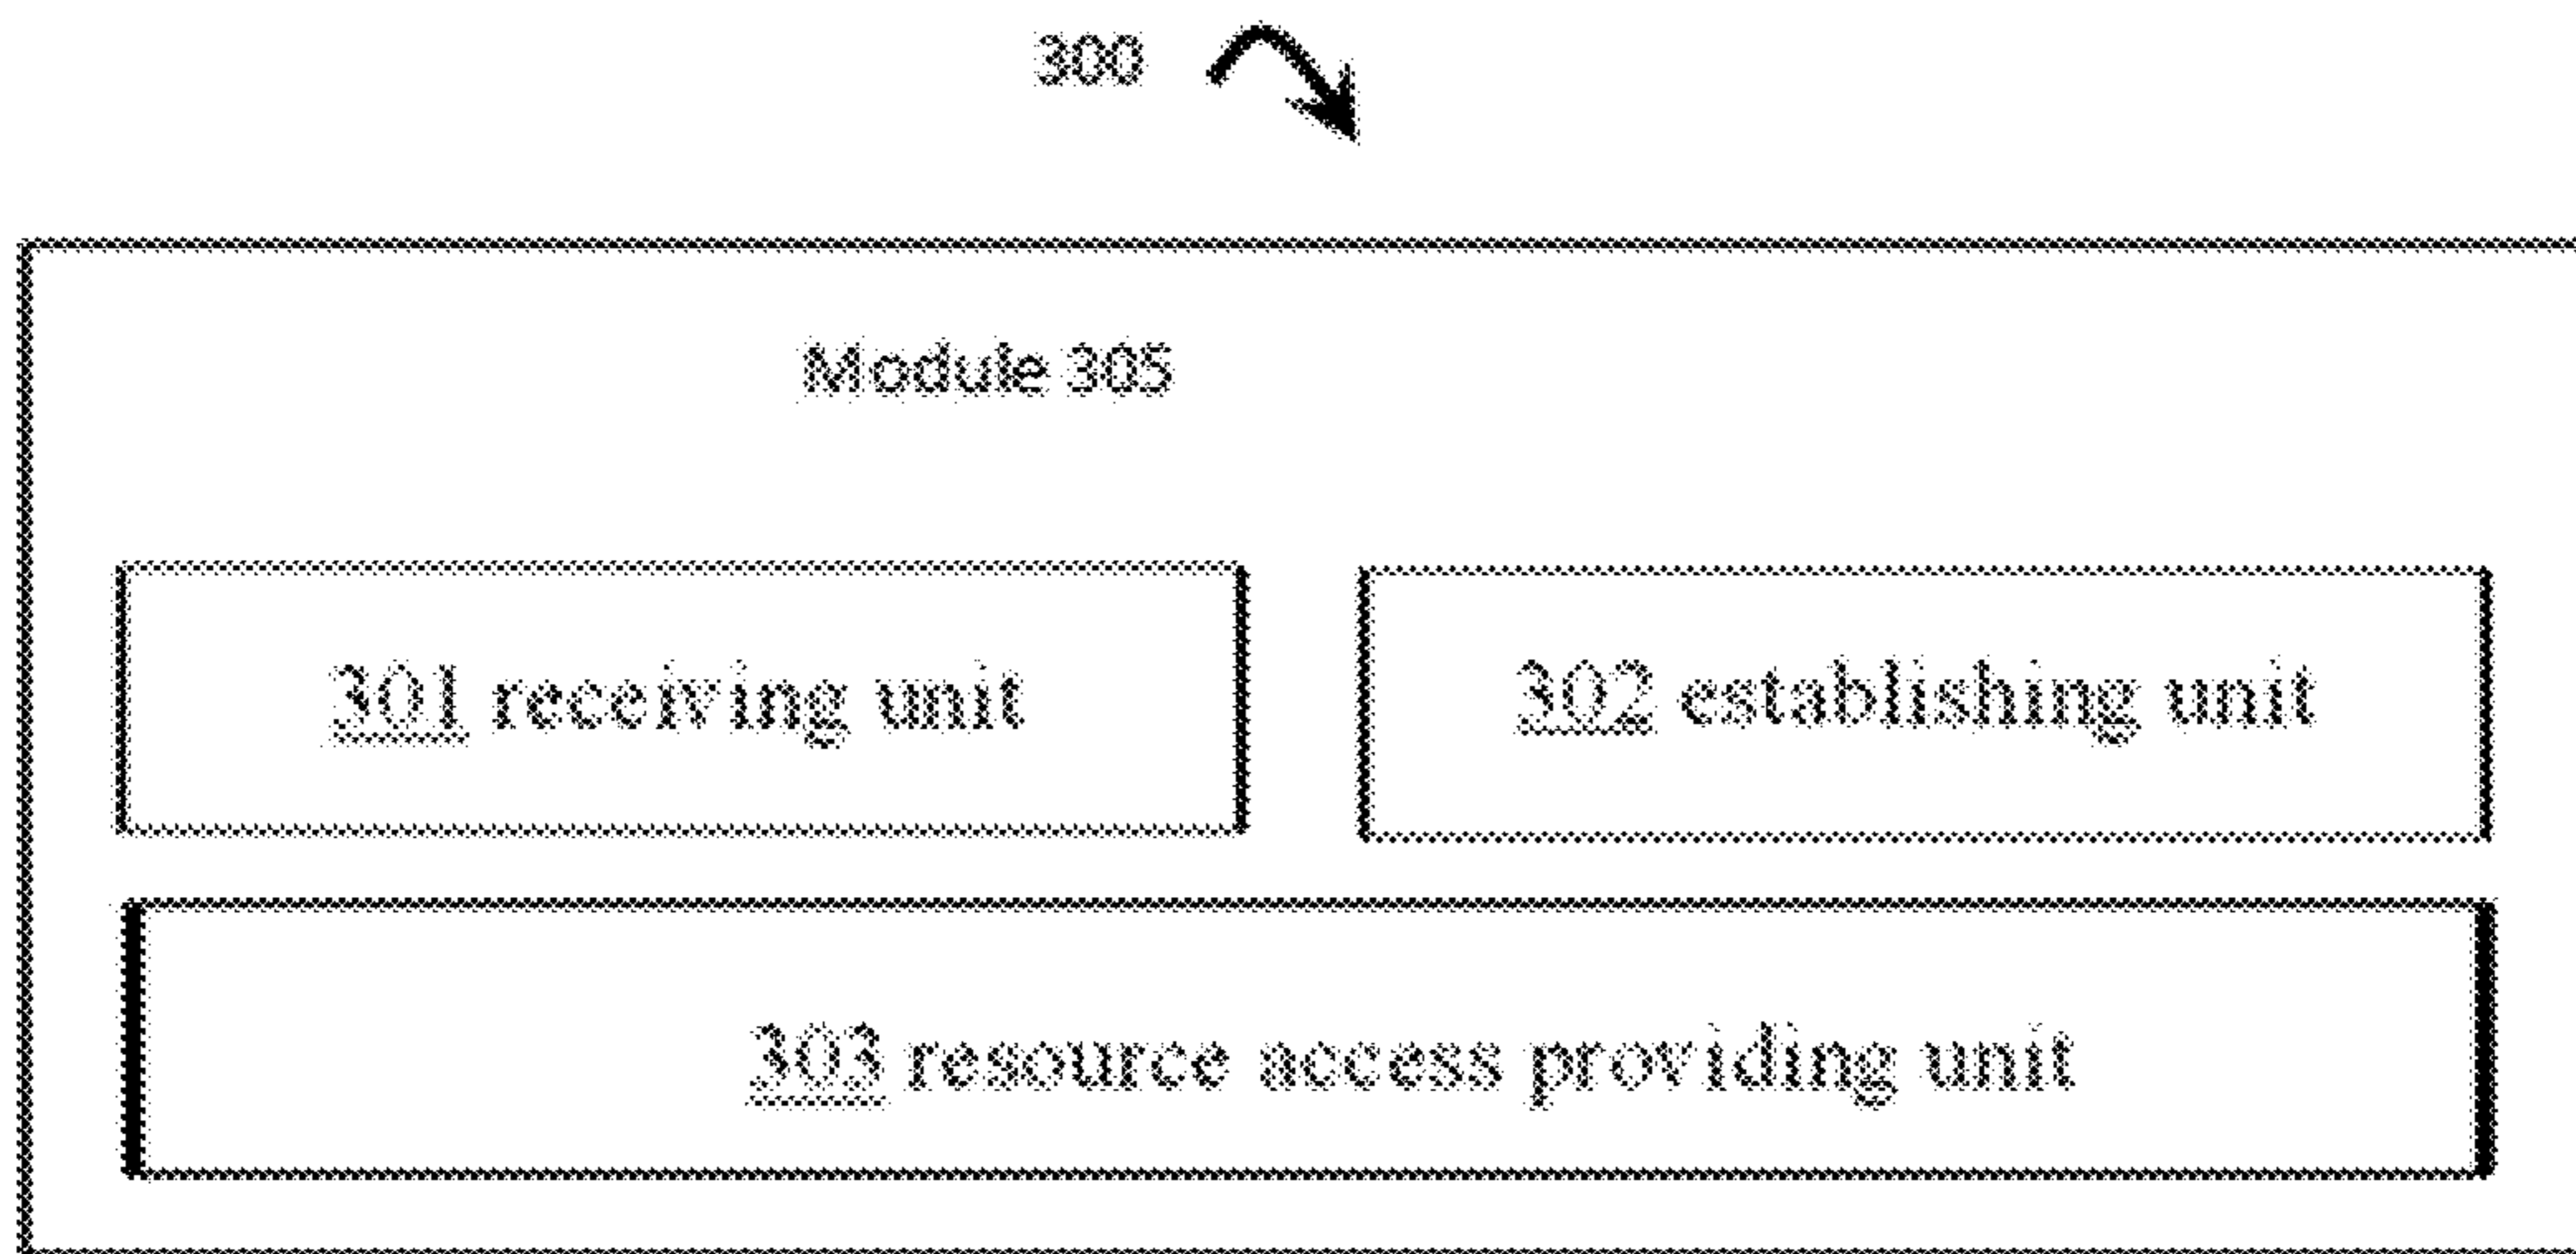 300
Module 305
301 receiving unit
302 establishing unit
303 resource access providing unit